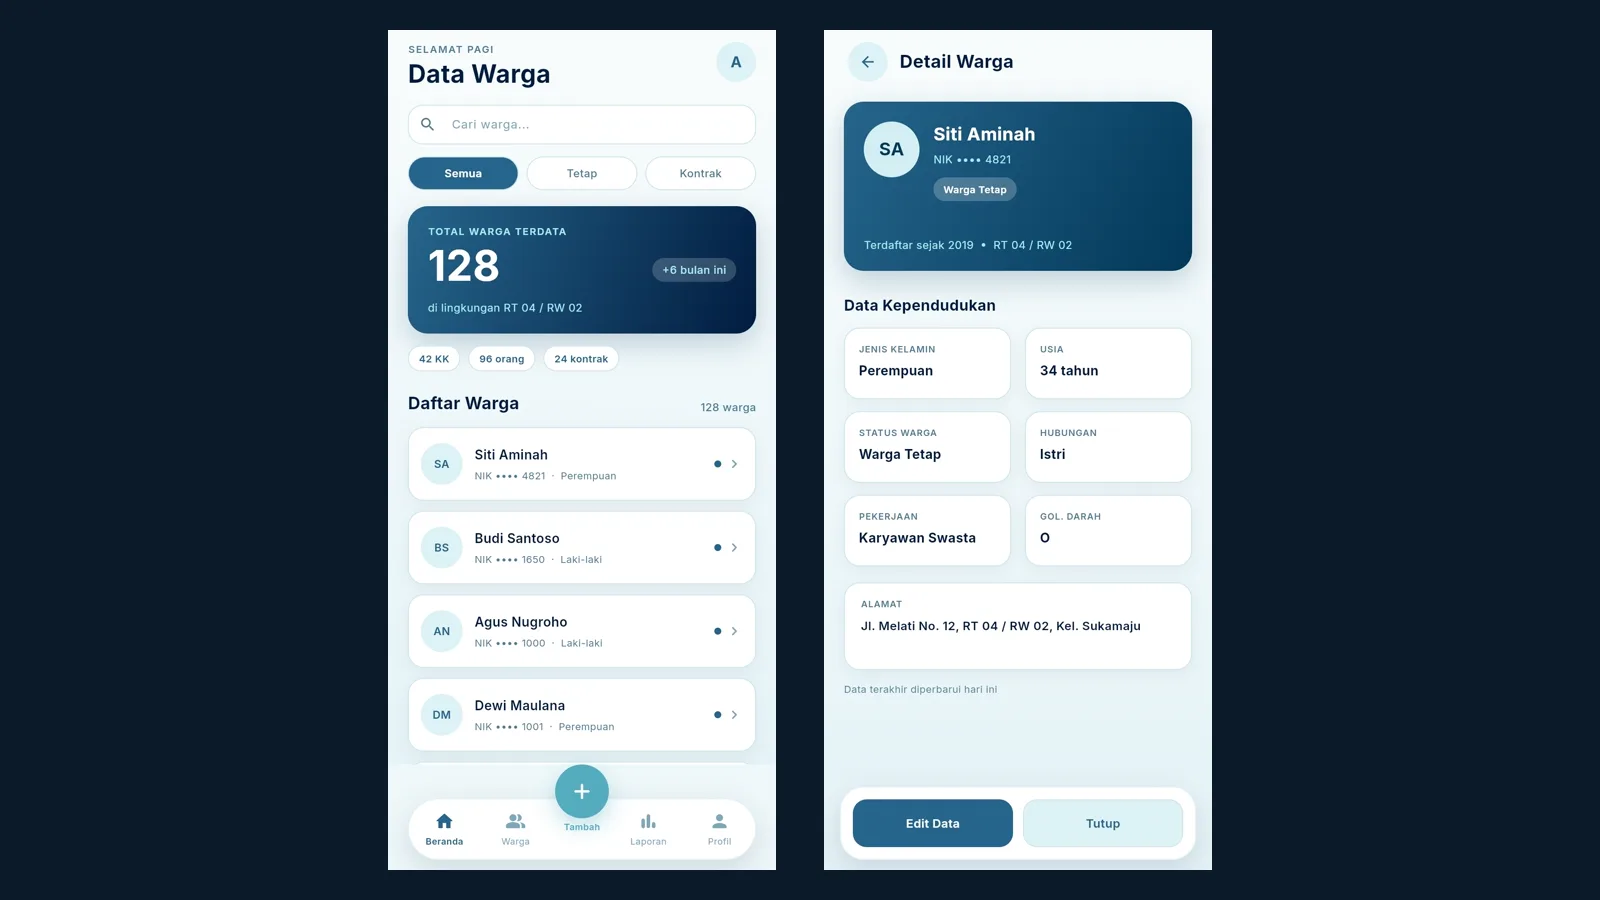 SELAMAT PAGI
Data Warga
A
Cari warga...
Semua
Tetap
Kontrak
TOTAL WARGA TERDATA
128
+6 bulan ini
di lingkungan RT 04 / RW 02
42 KK
96 orang
24 kontrak
Daftar Warga
128 warga
SA
Siti Aminah
NIK •••• 4821 · Perempuan
BS
Budi Santoso
NIK •••• 1650 · Laki-laki
AN
Agus Nugroho
NIK •••• 1000 · Laki-laki
DM
Dewi Maulana
NIK •••• 1001 · Perempuan
Beranda
Warga
Tambah
Laporan
Profil
Detail Warga
SA
Siti Aminah
NIK •••• 4821
Warga Tetap
Terdaftar sejak 2019 • RT 04 / RW 02
Data Kependudukan
JENIS KELAMIN
Perempuan
USIA
34 tahun
STATUS WARGA
Warga Tetap
HUBUNGAN
Istri
PEKERJAAN
Karyawan Swasta
GOL. DARAH
O
ALAMAT
Jl. Melati No. 12, RT 04 / RW 02, Kel. Sukamaju
Data terakhir diperbarui hari ini
Edit Data
Tutup